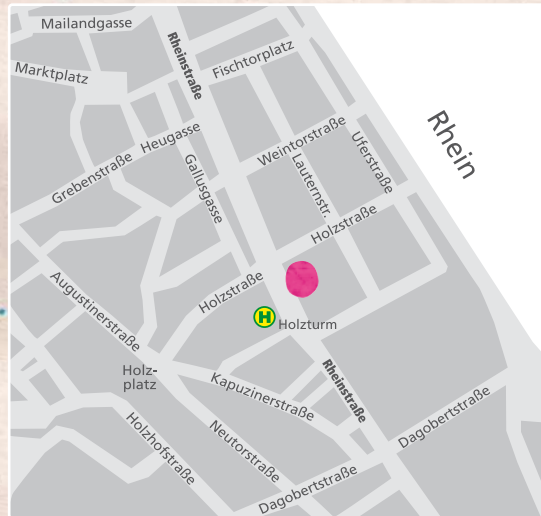 Mailandgasse
Rheinstraße
Fischtorplatz
Marktplatz
Rhein
Heugasse
Weintorstraße
Uferstraße
Grebenstraße
Gallusgasse
Lauternstr.
Holzstraße
Holzstraße
Augustinerstraße
H
Holzturm
Holz-
platz
Kapuzinerstraße
Rheinstraße
Dagobertstraße
Holzhofstraße
Neutorstraße
Dagobertstraße